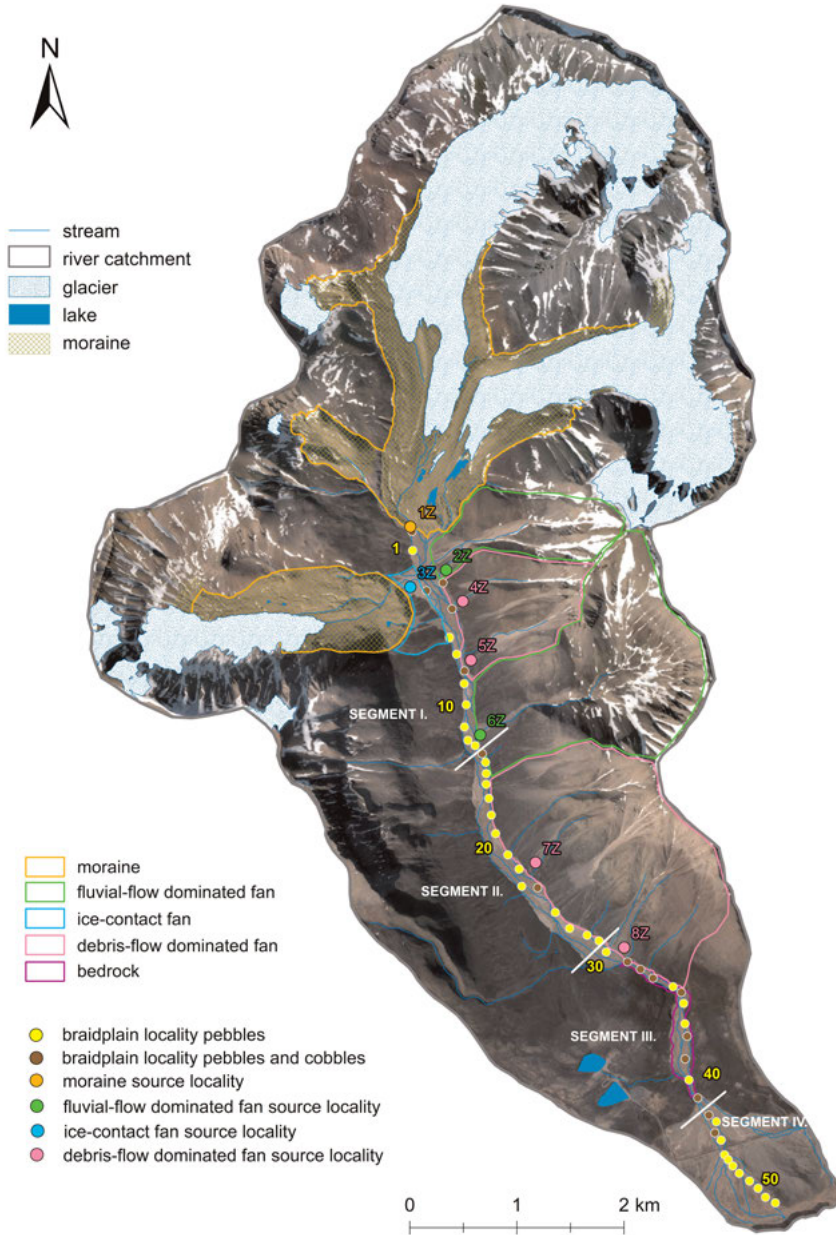 N
stream
river catchment
glacier
lake
moraine
1Z
1
2Z
3Z
4Z
5Z
10
SEGMENT I.
6Z
20
7Z
SEGMENT II.
moraine
fluvial-flow dominated fan
ice-contact fan
debris-flow dominated fan
bedrock
8Z
30
SEGMENT III.
braidplain locality pebbles
braidplain locality pebbles and cobbles
moraine source locality
fluvial-flow dominated fan source locality
ice-contact fan source locality
debris-flow dominated fan source locality
40
SEGMENT IV.
50
0 1 2 km